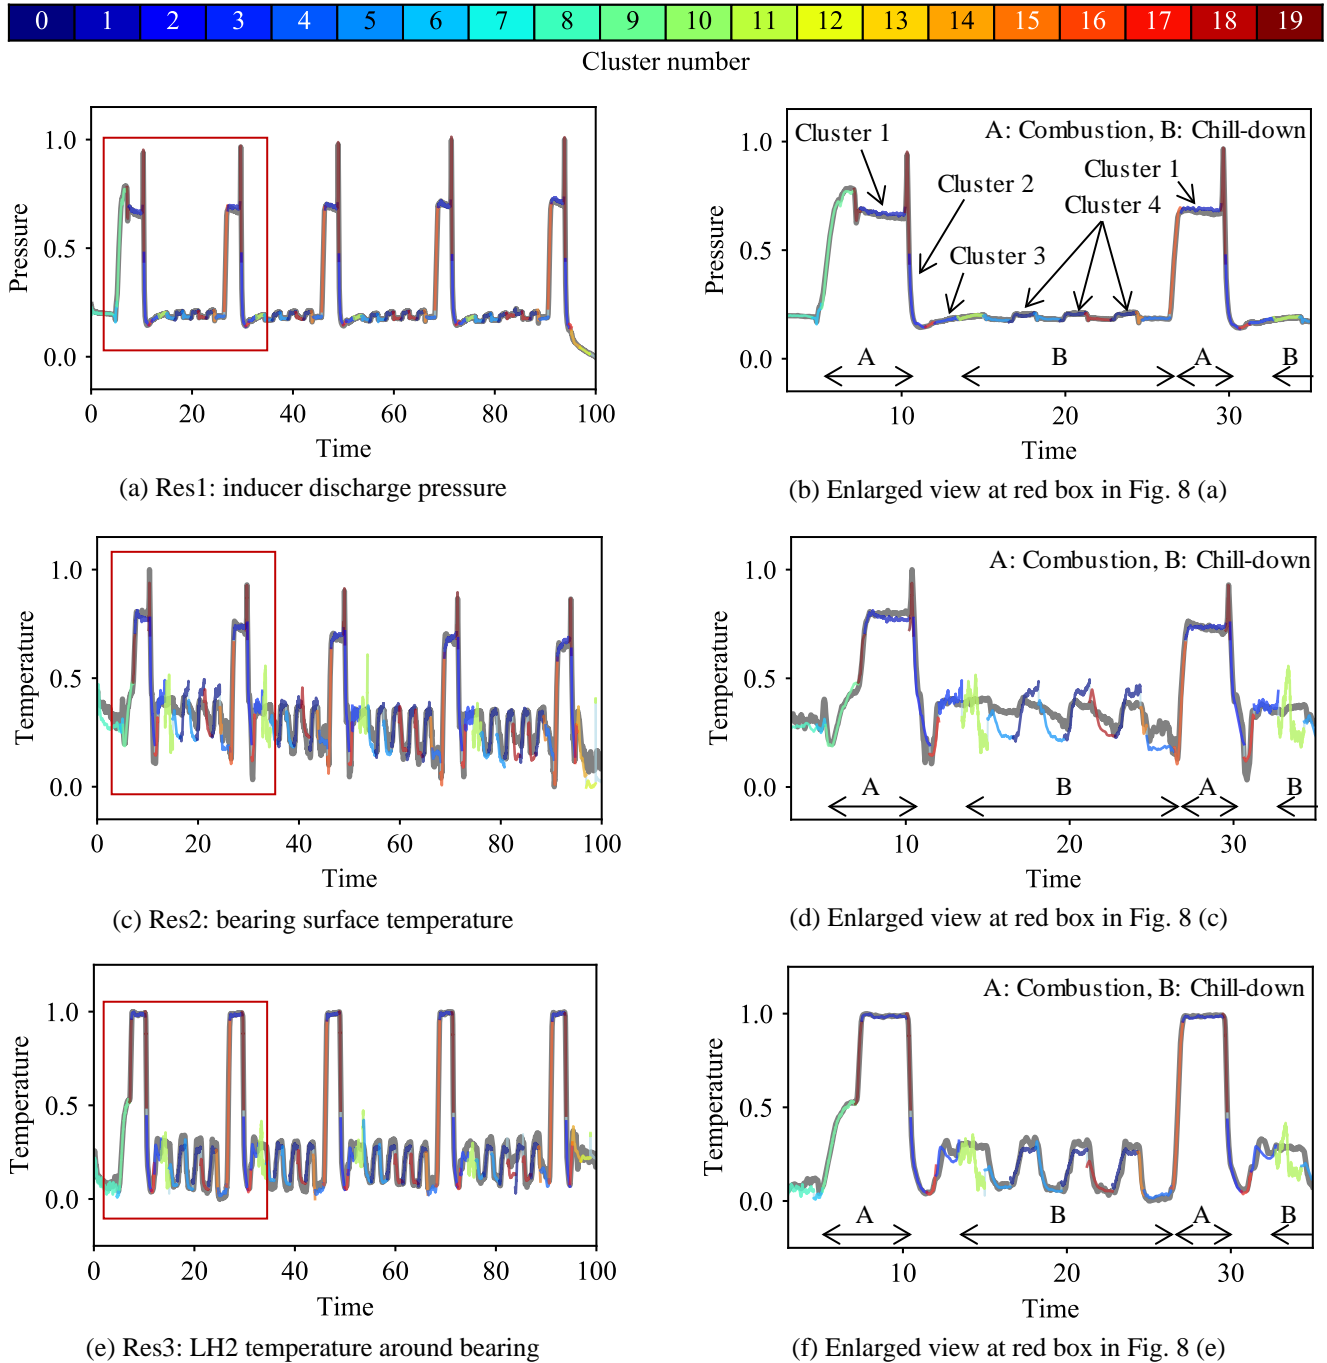 0 1 2 3 4 5 6 7 8 9 10 11 12 13 14 15 16 17 18 19
Cluster number
1.0
0.5
0.0
Pressure
0 20 40 60 80 100
Time
(a) Res1: inducer discharge pressure
A: Combustion, B: Chill-down
Cluster 1
Cluster 2
Cluster 1
Cluster 4
Cluster 3
1.0
0.5
0.0
Pressure
A B A B
10 20 30
Time
(b) Enlarged view at red box in Fig. 8 (a)
1.0
0.5
0.0
Temperature
0 20 40 60 80 100
Time
(c) Res2: bearing surface temperature
A: Combustion, B: Chill-down
1.0
0.5
0.0
Temperature
A B A B
10 20 30
Time
(d) Enlarged view at red box in Fig. 8 (c)
1.0
0.5
0.0
Temperature
0 20 40 60 80 100
Time
(e) Res3: LH2 temperature around bearing
A: Combustion, B: Chill-down
1.0
0.5
0.0
Temperature
A B A B
10 20 30
Time
(f) Enlarged view at red box in Fig. 8 (e)